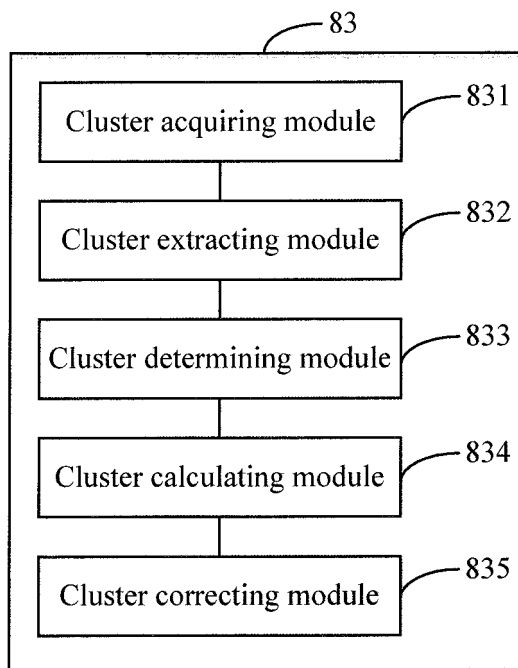 83
Cluster acquiring module
831
Cluster extracting module
832
Cluster determining module
833
Cluster calculating module
834
Cluster correcting module
835